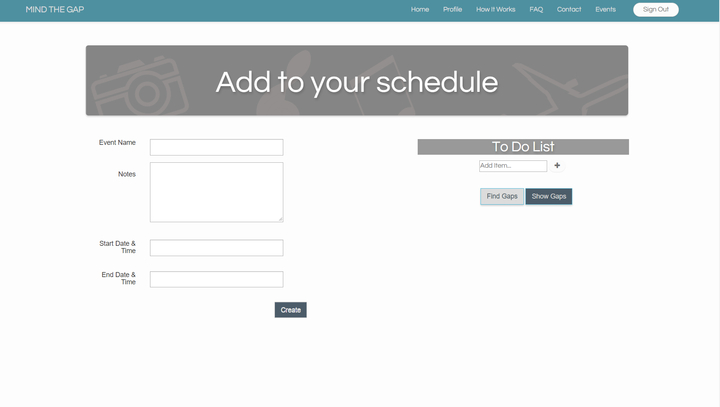 MIND THE GAP
Home Profile How It Works FAQ Contact Events Sign Out
Add to your schedule
Event Name
Notes
Start Date &
Time
End Date &
Time
Create
To Do List
Add item...
+
Find Gaps Show Gaps